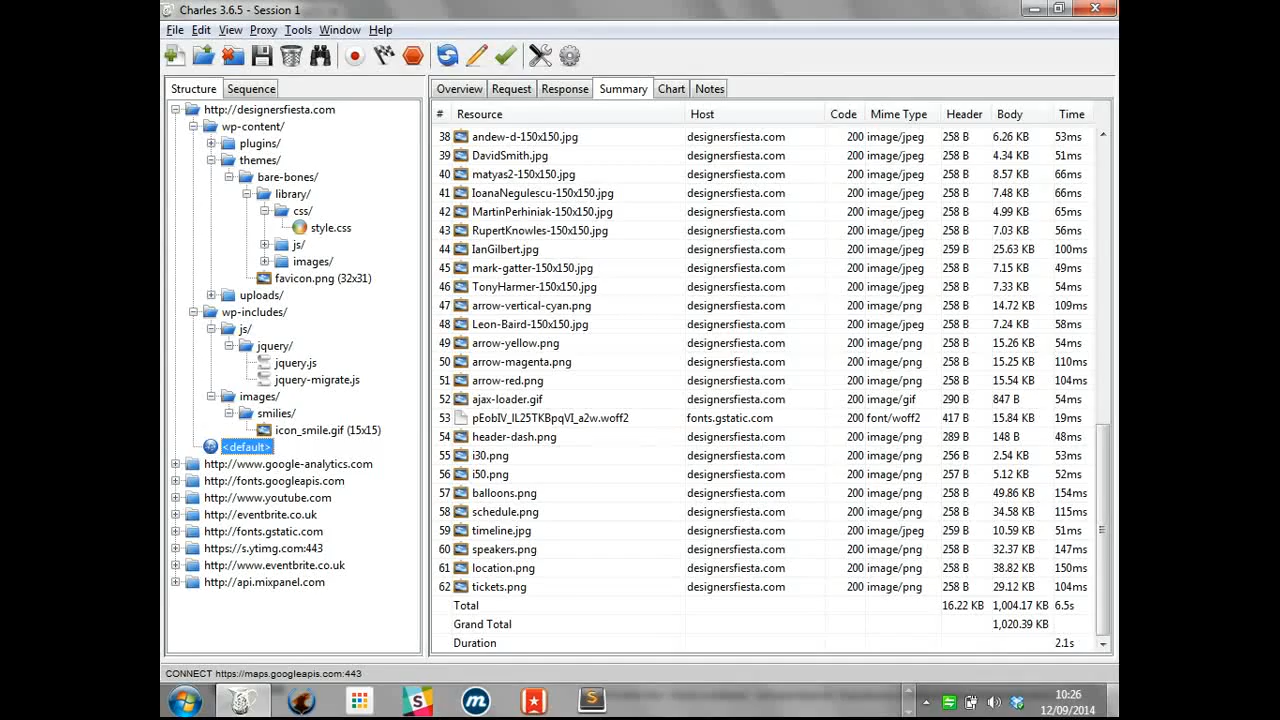 Charles 3.6.5 - Session 1
File Edit View Proxy Tools Window Help
Structure Sequence
Overview Request Response Summary Chart Notes
http://designersfiesta.com
wp-content/
plugins/
themes/
bare-bones/
library/
css/
style.css
js/
images/
favicon.png (32x31)
uploads/
wp-includes/
js/
jquery/
jquery.js
jquery-migrate.js
images/
smilies/
icon_smile.gif (15x15)
<default>
http://www.google-analytics.com
http://fonts.googleapis.com
http://www.youtube.com
http://eventbrite.co.uk
http://fonts.gstatic.com
https://s.ytimg.com:443
http://www.eventbrite.co.uk
http://api.mixpanel.com
# Resource Host Code Mime Type Header Body Time
38 andew-d-150x150.jpg designersfiesta.com 200 image/jpeg 258 B 6.26 KB 53ms
39 DavidSmith.jpg designersfiesta.com 200 image/jpeg 258 B 4.34 KB 51ms
40 matyas2-150x150.jpg designersfiesta.com 200 image/jpeg 258 B 8.57 KB 66ms
41 IoanaNegulescu-150x150.jpg designersfiesta.com 200 image/jpeg 258 B 7.48 KB 66ms
42 MartinPerhiniak-150x150.jpg designersfiesta.com 200 image/jpeg 258 B 4.99 KB 65ms
43 RupertKnowles-150x150.jpg designersfiesta.com 200 image/jpeg 258 B 7.03 KB 56ms
44 IanGilbert.jpg designersfiesta.com 200 image/jpeg 259 B 25.63 KB 100ms
45 mark-gatter-150x150.jpg designersfiesta.com 200 image/jpeg 258 B 7.15 KB 49ms
46 TonyHarmer-150x150.jpg designersfiesta.com 200 image/jpeg 258 B 7.33 KB 54ms
47 arrow-vertical-cyan.png designersfiesta.com 200 image/png 258 B 14.72 KB 109ms
48 Leon-Baird-150x150.jpg designersfiesta.com 200 image/jpeg 258 B 7.24 KB 58ms
49 arrow-yellow.png designersfiesta.com 200 image/png 258 B 15.26 KB 54ms
50 arrow-magenta.png designersfiesta.com 200 image/png 258 B 15.25 KB 110ms
51 arrow-red.png designersfiesta.com 200 image/png 258 B 15.54 KB 104ms
52 ajax-loader.gif designersfiesta.com 200 image/gif 290 B 847 B 54ms
53 pEobIV_IL25TKBpqVI_a2w.woff2 fonts.gstatic.com 200 font/woff2 417 B 15.84 KB 19ms
54 header-dash.png designersfiesta.com 200 image/png 289 B 148 B 48ms
55 i30.png designersfiesta.com 200 image/png 256 B 2.54 KB 53ms
56 i50.png designersfiesta.com 200 image/png 257 B 5.12 KB 52ms
57 balloons.png designersfiesta.com 200 image/png 258 B 49.86 KB 154ms
58 schedule.png designersfiesta.com 200 image/png 258 B 34.58 KB 115ms
59 timeline.jpg designersfiesta.com 200 image/jpeg 259 B 10.59 KB 51ms
60 speakers.png designersfiesta.com 200 image/png 258 B 32.37 KB 147ms
61 location.png designersfiesta.com 200 image/png 258 B 38.82 KB 150ms
62 tickets.png designersfiesta.com 200 image/png 258 B 29.12 KB 104ms
Total 16.22 KB 1,004.17 KB 6.5s
Grand Total 1,020.39 KB
Duration 2.1s
CONNECT https://maps.googleapis.com:443
10:26
12/09/2014